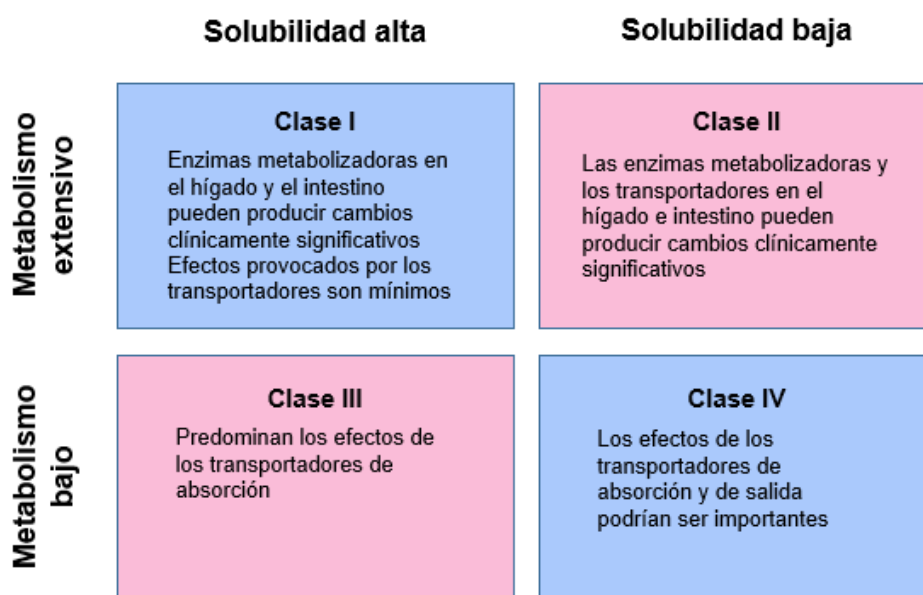 Solubilidad alta
Solubilidad baja
Metabolismo
extensivo
Clase I
Enzimas metabolizadoras en
el hígado y el intestino
pueden producir cambios
clínicamente significativos
Efectos provocados por los
transportadores son mínimos
Clase II
Las enzimas metabolizadoras y
los transportadores en el
hígado e intestino pueden
producir cambios clínicamente
significativos
Metabolismo
bajo
Clase III
Predominan los efectos de
los transportadores de
absorción
Clase IV
Los efectos de los
transportadores de
absorción y de salida
podrían ser importantes